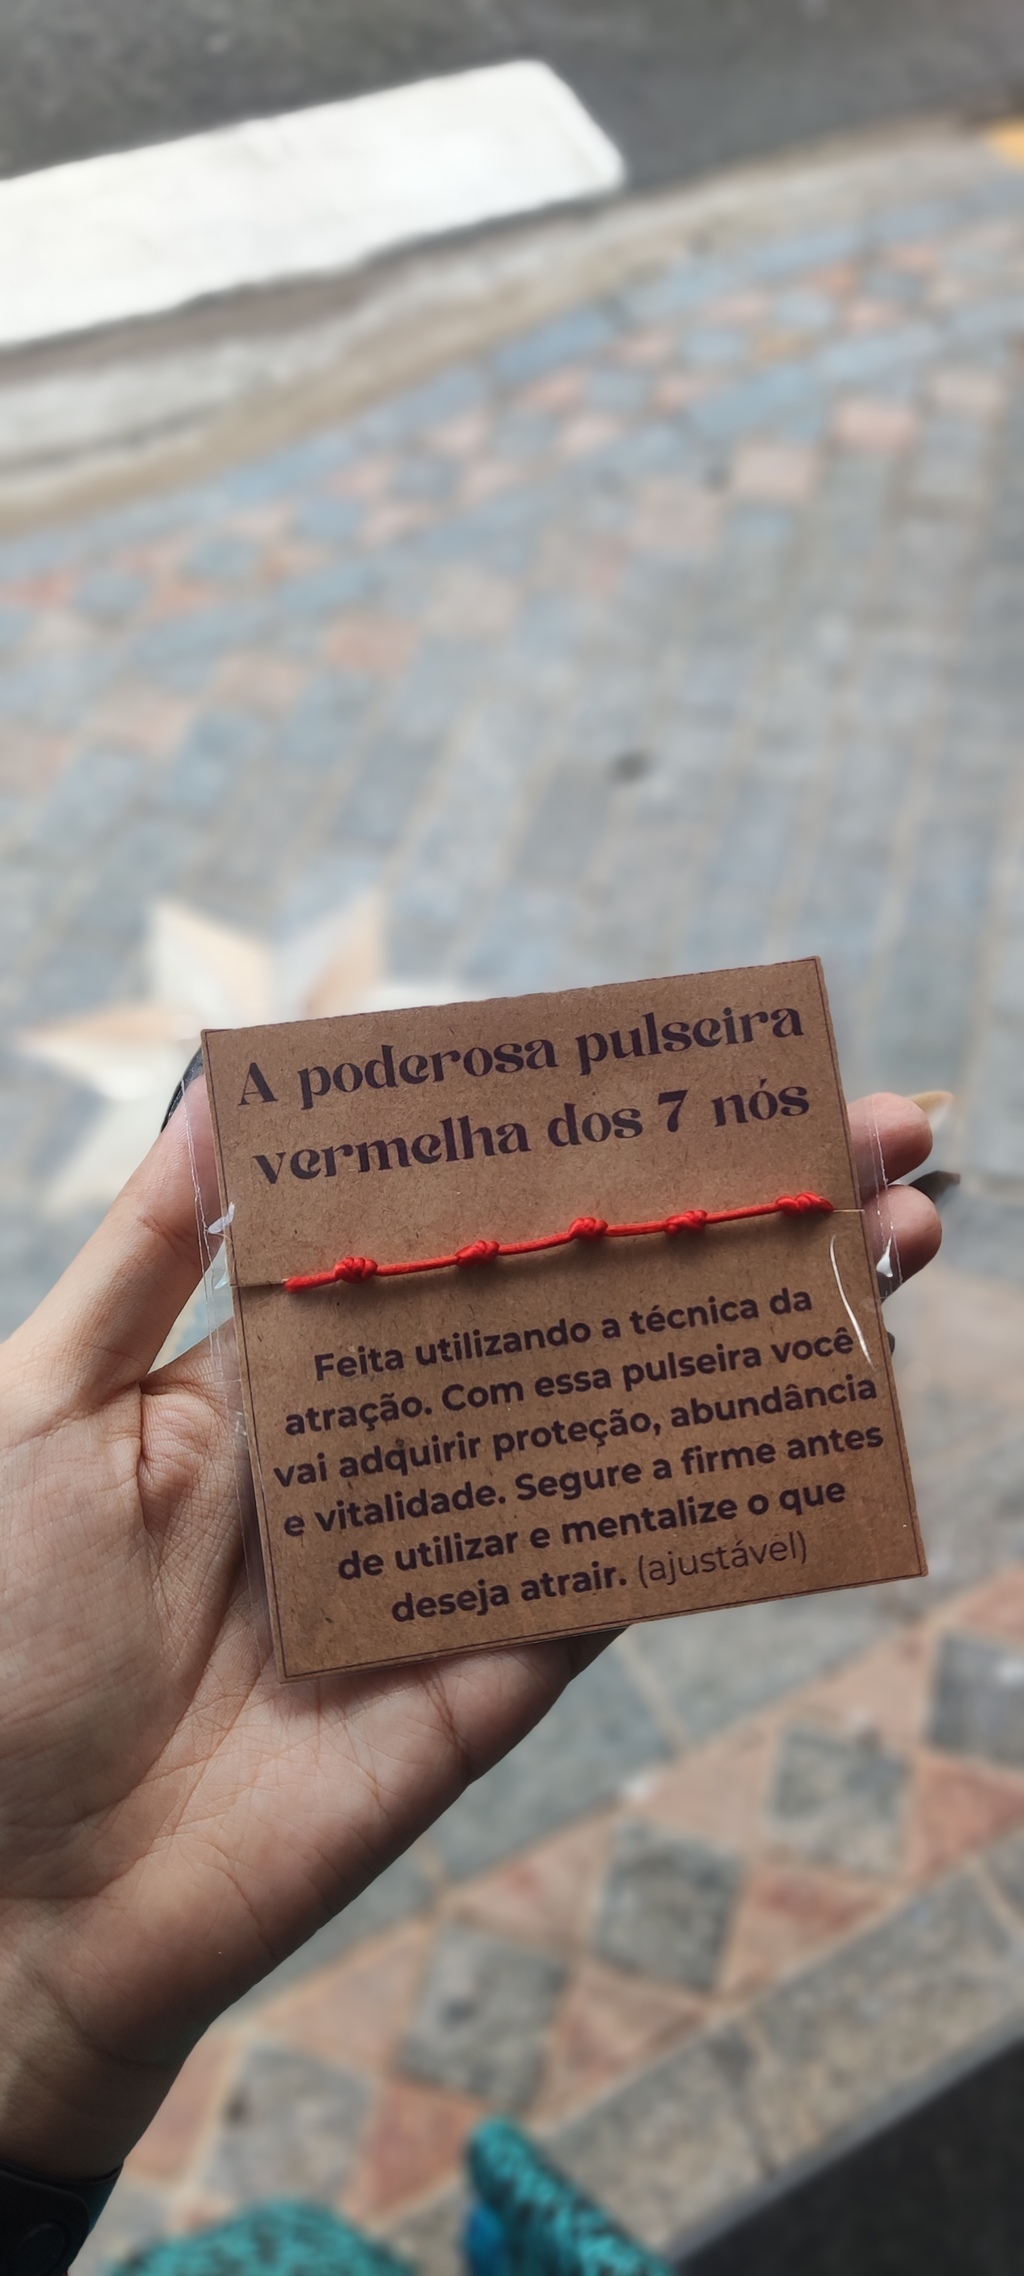 A poderosa pulseira
vermelha dos 7 nós
Feita utilizando a técnica da
atração. Com essa pulseira você
vai adquirir proteção, abundância
e vitalidade. Segure a firme antes
de utilizar e mentalize o que
deseja atrair. (ajustável)